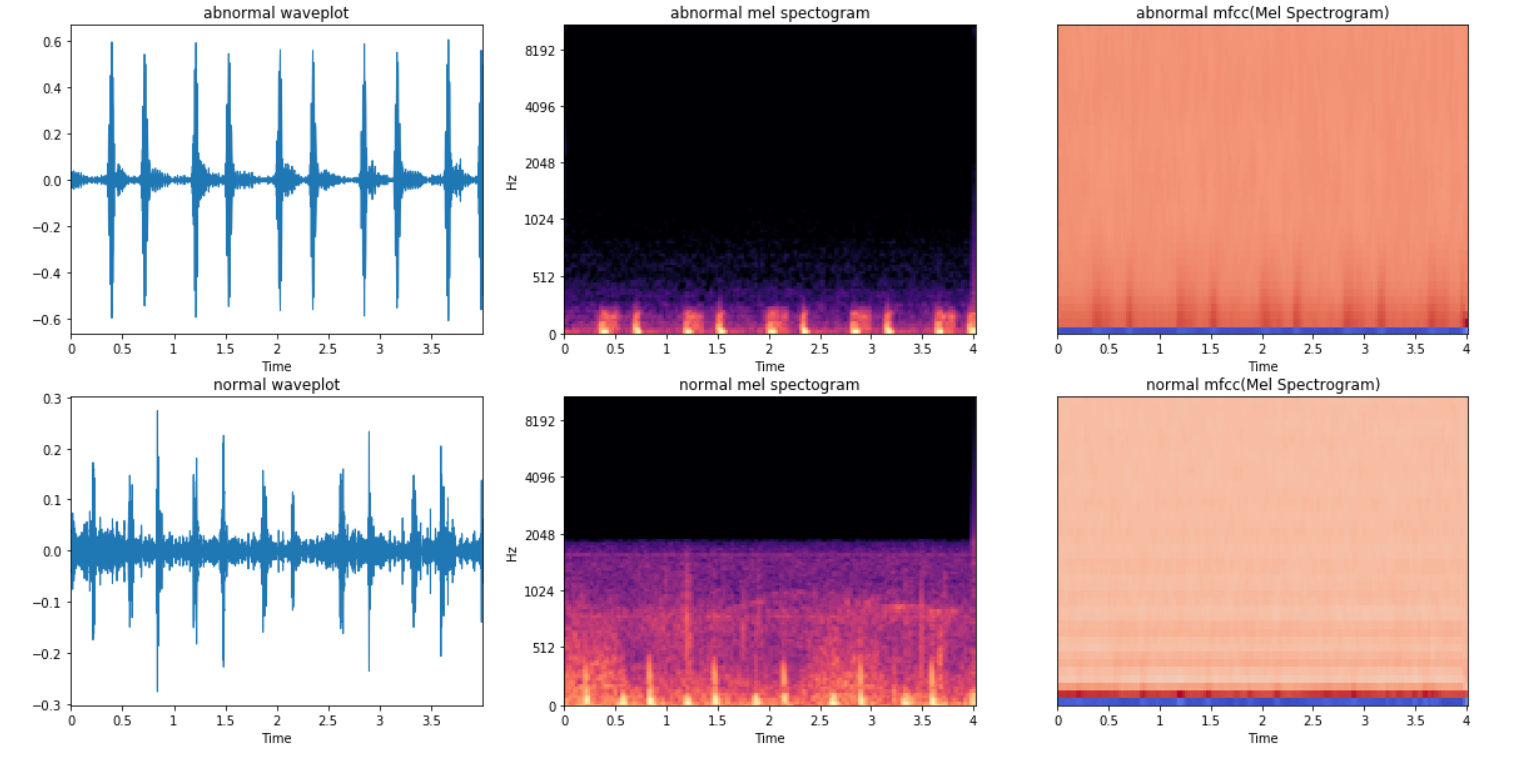 abnormal waveplot
0.6
0.4
0.2
0.0
−0.2
−0.4
−0.6
0 0.5 1 1.5 2 2.5 3 3.5
Time
abnormal mel spectogram
8192
4096
2048
1024
512
0
Hz
0 0.5 1 1.5 2 2.5 3 3.5 4
Time
abnormal mfcc(Mel Spectrogram)
0 0.5 1 1.5 2 2.5 3 3.5 4
Time
normal waveplot
0.3
0.2
0.1
0.0
−0.1
−0.2
−0.3
0 0.5 1 1.5 2 2.5 3 3.5
Time
normal mel spectogram
8192
4096
2048
1024
512
0
Hz
0 0.5 1 1.5 2 2.5 3 3.5 4
Time
normal mfcc(Mel Spectrogram)
0 0.5 1 1.5 2 2.5 3 3.5 4
Time